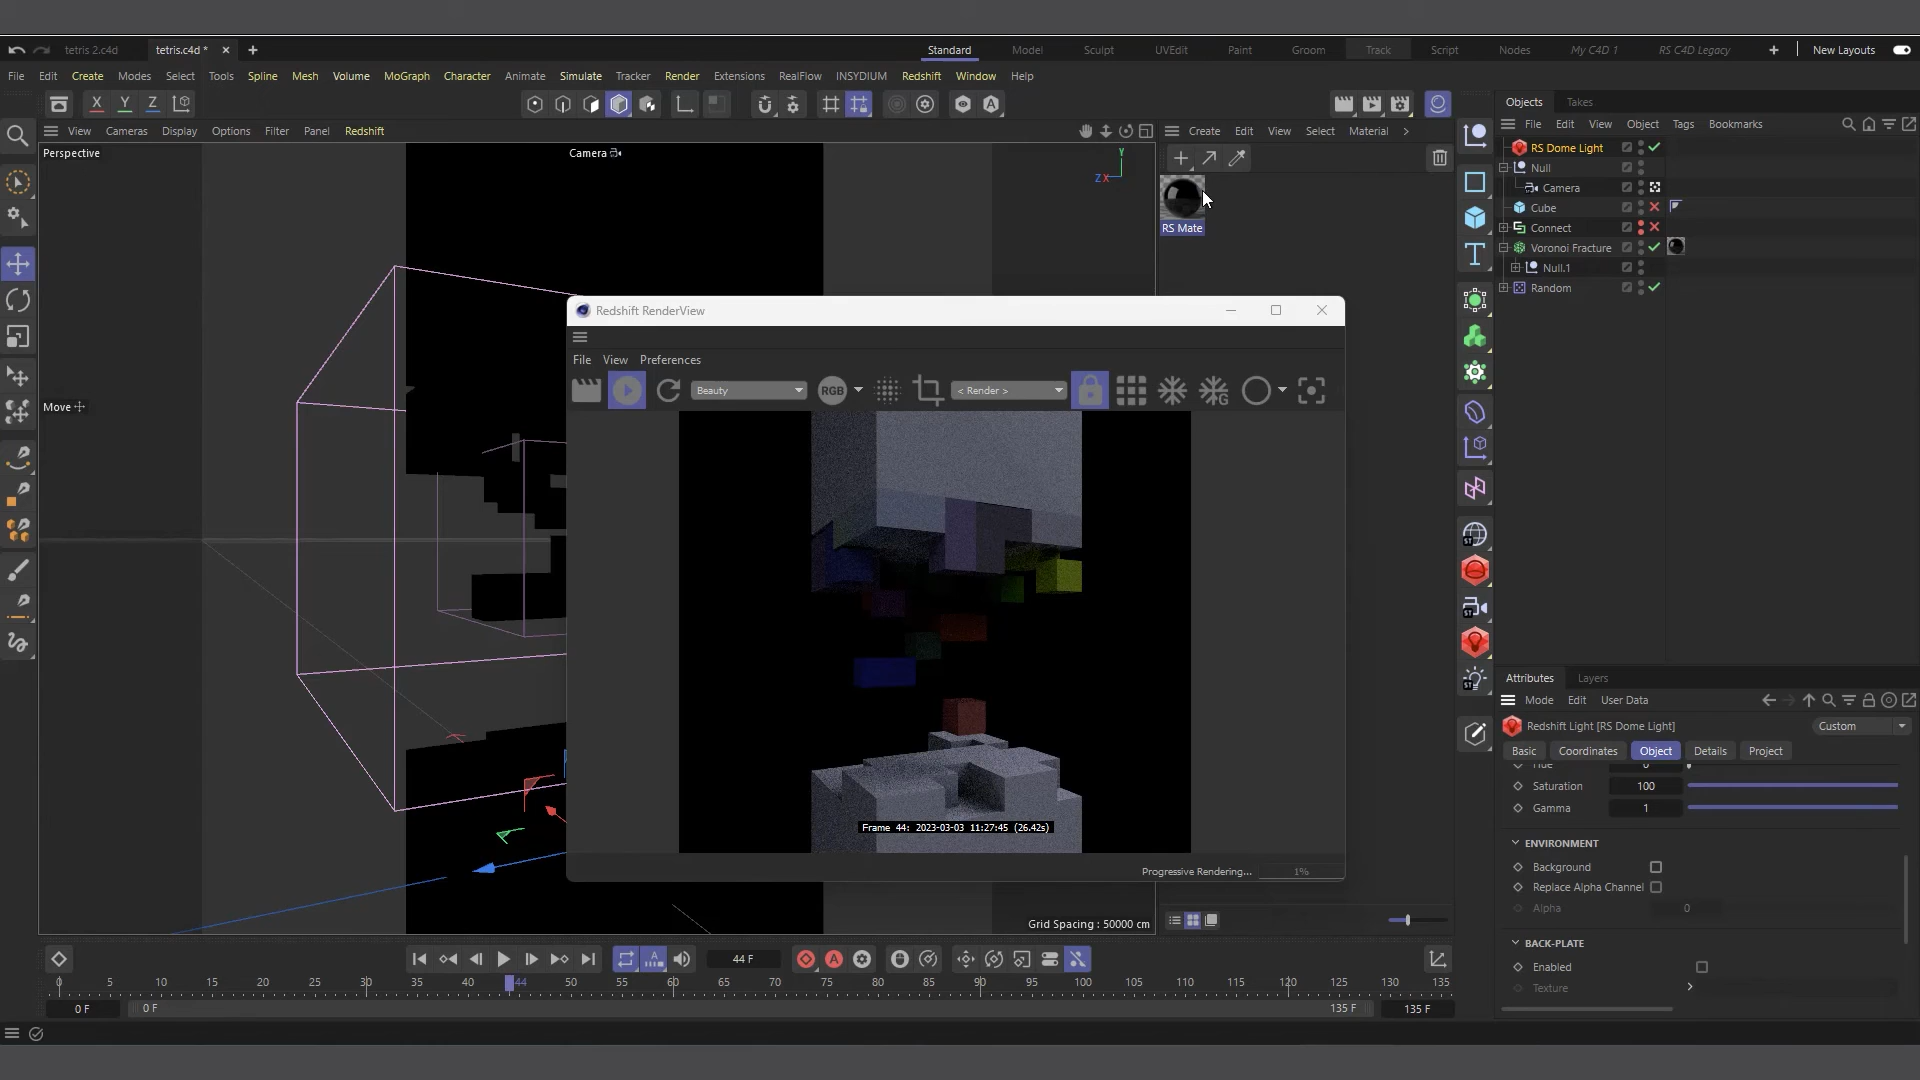 tetris 2.c4d
tetris.c4d *
Standard
Model
Sculpt
UVEdit
Paint
Groom
Track
Script
Nodes
My C4D 1
RS C4D Legacy
New Layouts
File Edit Create Modes Select Tools Spline Mesh Volume MoGraph Character Animate Simulate Tracker Render Extensions RealFlow INSYDIUM Redshift Window Help
X Y Z
Objects Takes
View Cameras Display Options Filter Panel Redshift
Create Edit View Select Material
File Edit View Object Tags Bookmarks
Perspective
Camera
Y
Z X
RS Mate
RS Dome Light
Null
Camera
Cube
Connect
Voronoi Fracture
Null.1
Random
Redshift RenderView
File View Preferences
Beauty
RGB
< Render >
Move
Frame 44: 2023-03-03 11:27:45 (26.42s)
Progressive Rendering... 1%
Grid Spacing : 50000 cm
Attributes Layers
Mode Edit User Data
Redshift Light [RS Dome Light]
Custom
Basic Coordinates Object Details Project
Hue 0
Saturation 100
Gamma 1
ENVIRONMENT
Background
Replace Alpha Channel
Alpha 0
BACK-PLATE
Enabled
Texture
44 F
0 5 10 15 20 25 30 35 40 44 50 55 60 65 70 75 80 85 90 95 100 105 110 115 120 125 130 135
0 F
0 F
135 F
135 F